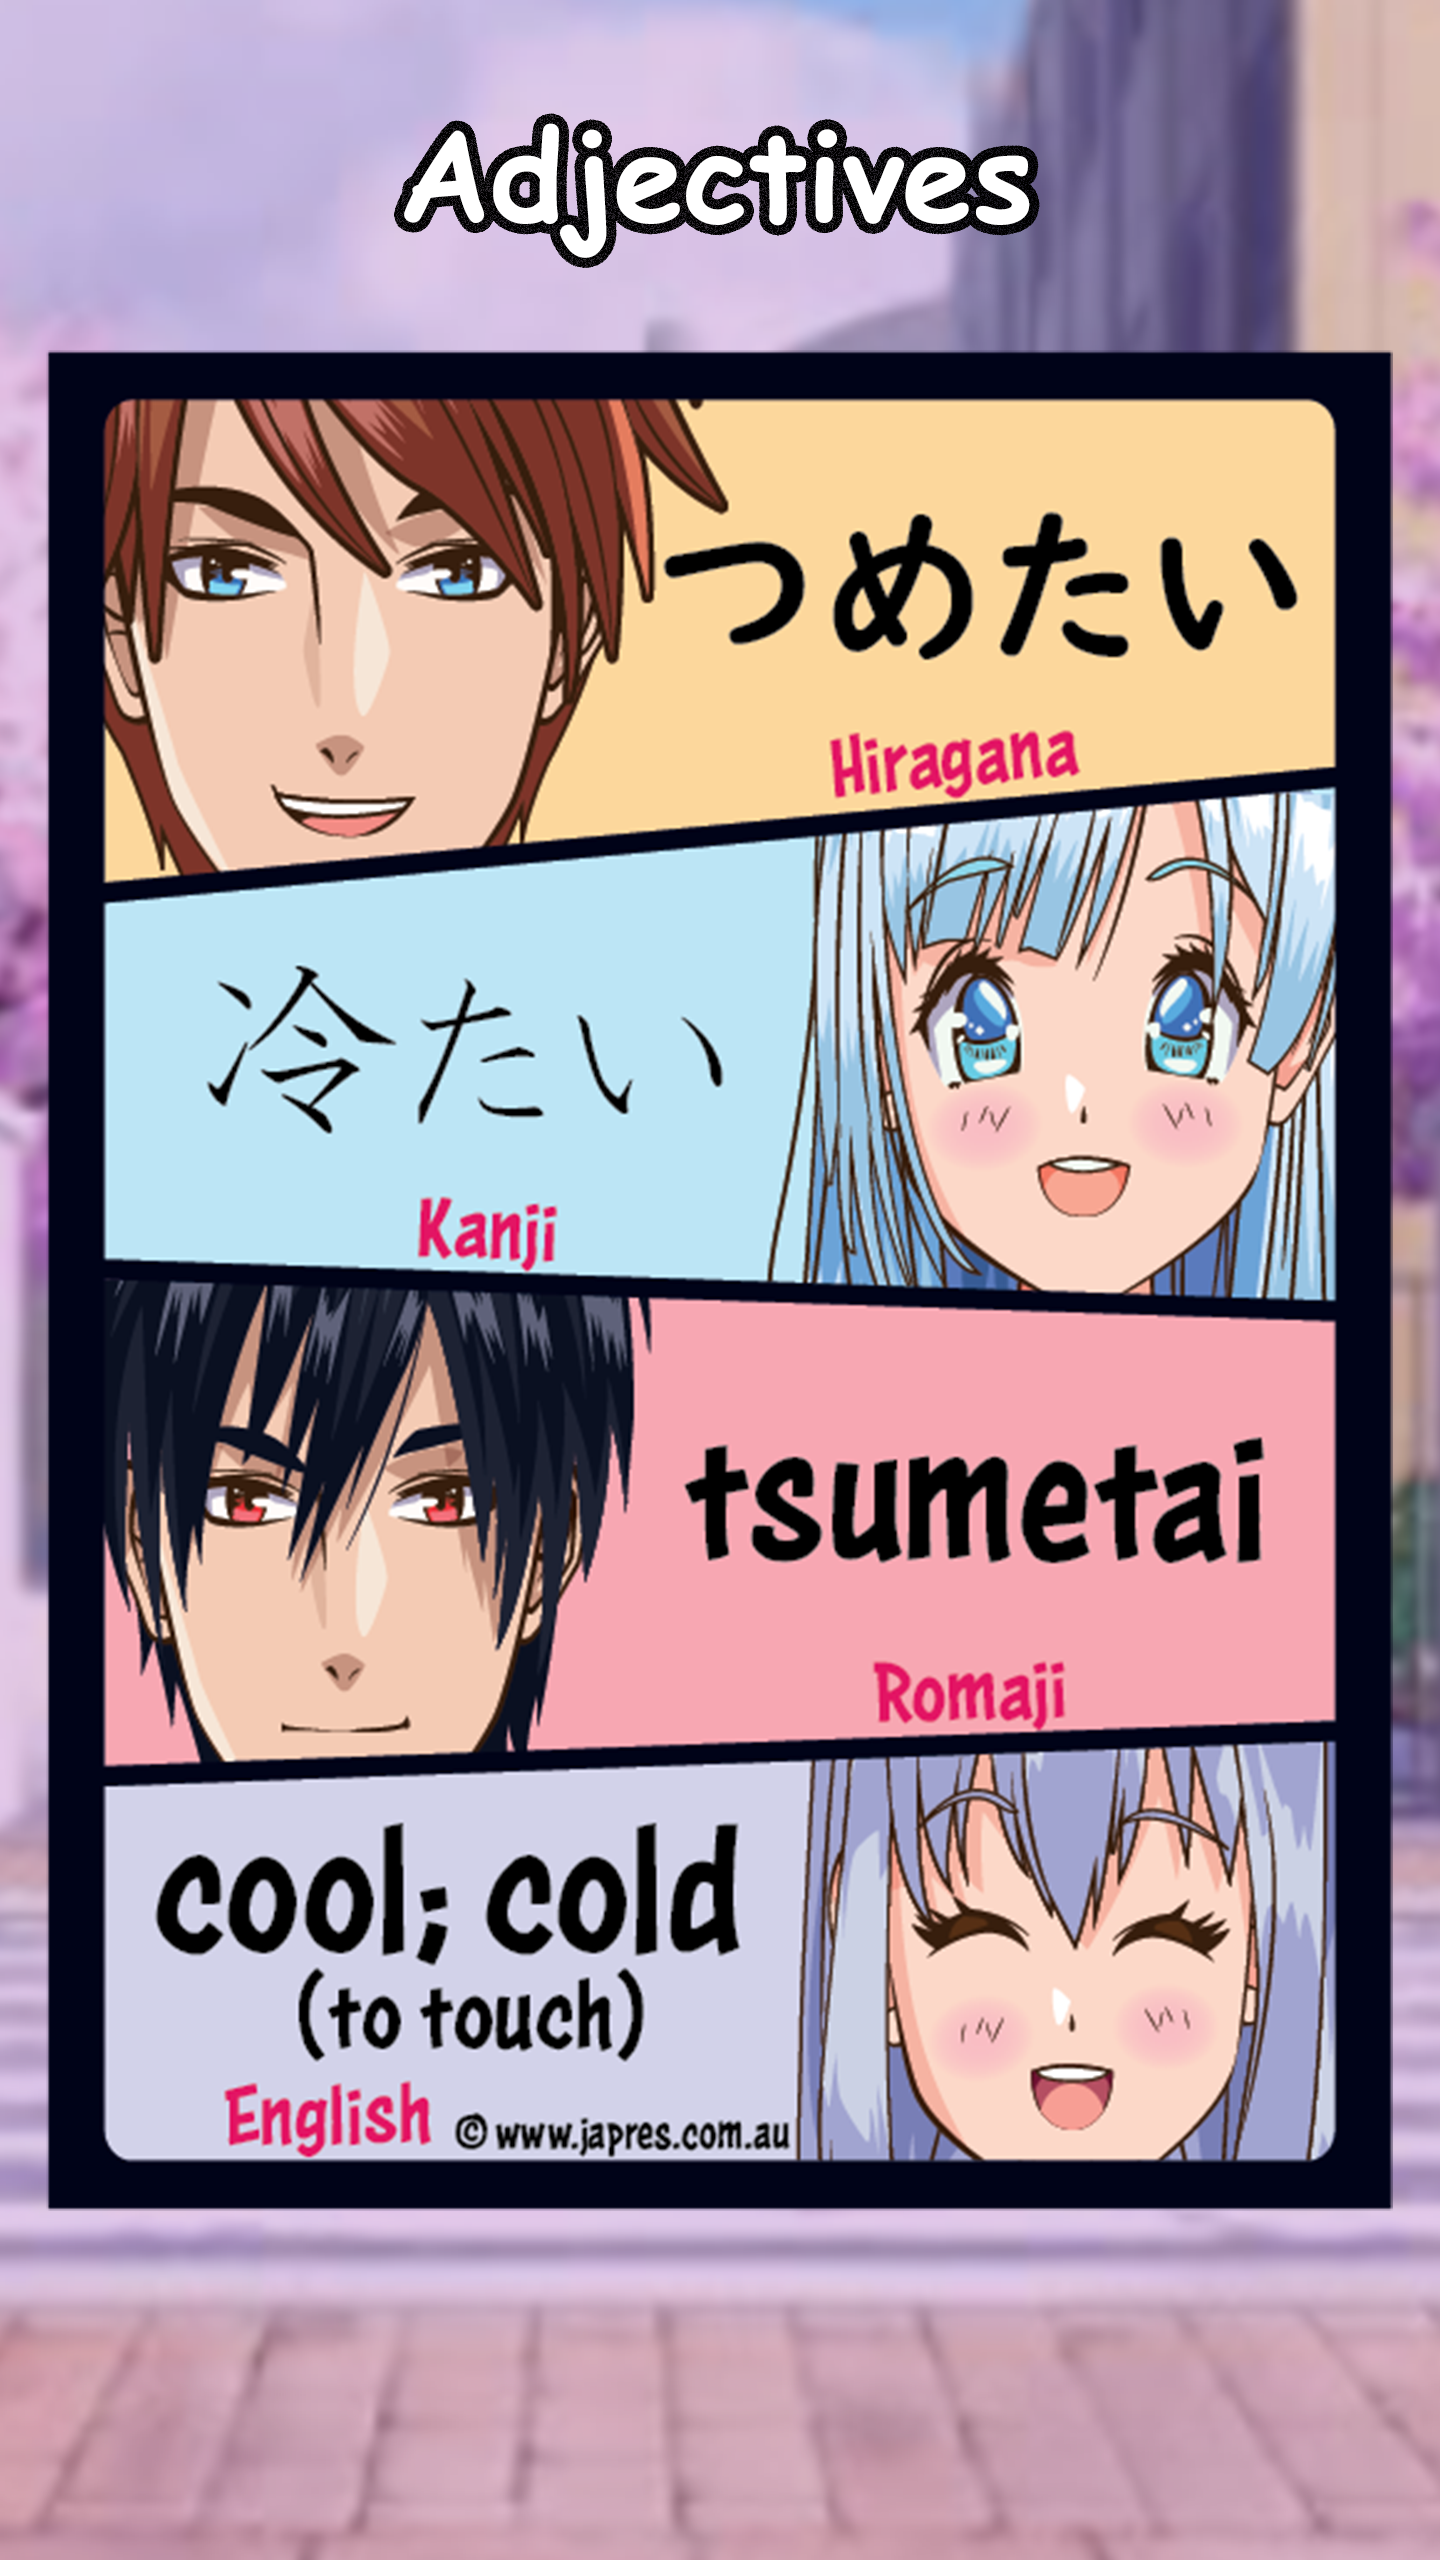 Adjectives
つめたい
Hiragana
冷たい
Kanji
tsumetai
Romaji
cool; cold
(to touch)
English © www.japres.com.au